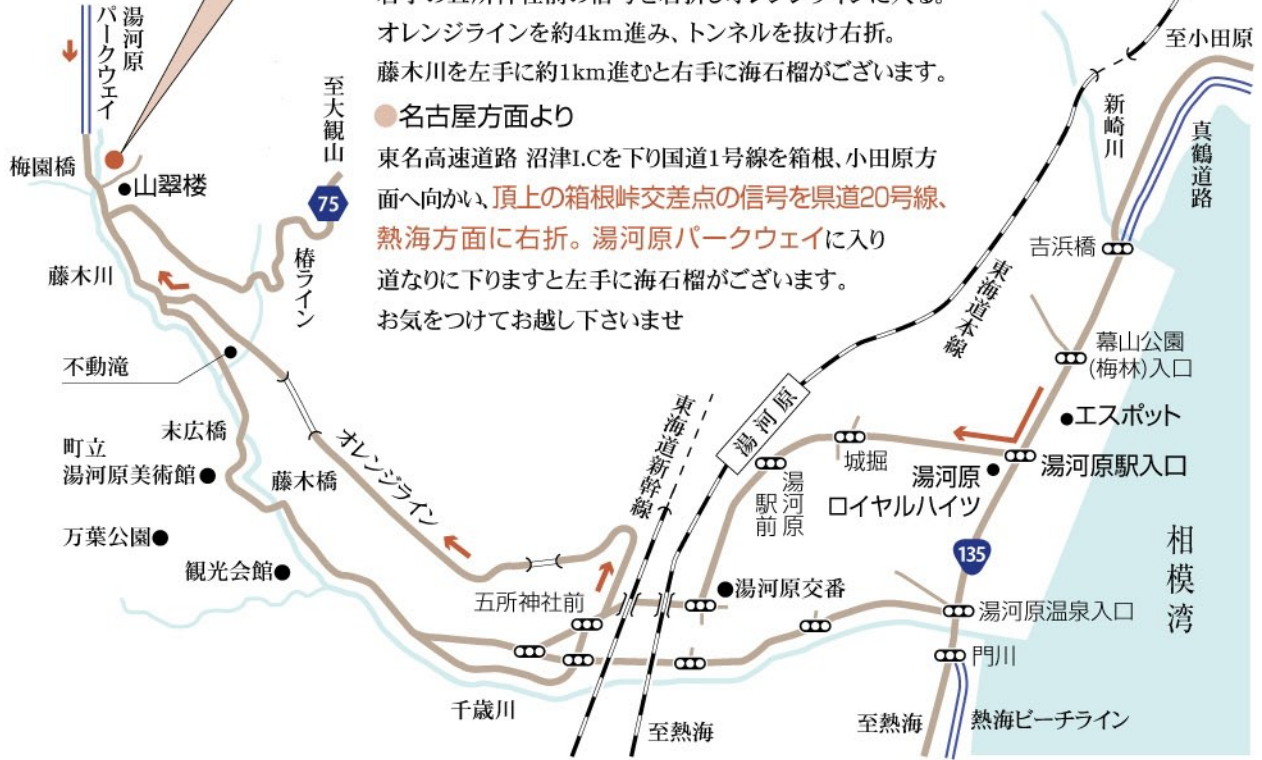 右手の五所神社前の信号を右折しオレンジラインに入る。
オレンジラインを約4km進み、トンネルを抜け右折。
藤木川を左手に約1km進むと右手に海石榴がございます。
●名古屋方面より
東名高速道路 沼津I.Cを下り国道1号線を箱根、小田原方
面へ向かい、頂上の箱根峠交差点の信号を県道20号線、
熱海方面に右折。湯河原パークウェイに入り
道なりに下りますと左手に海石榴がございます。
お気をつけてお越し下さいませ
湯河原
パークウェイ
至大観山
75
梅園橋
山翠楼
椿ライン
藤木川
不動滝
末広橋
町立
湯河原美術館
藤木橋
オレンジライン
万葉公園
観光会館
五所神社前
千歳川
東海道新幹線
至熱海
湯河原
湯河原
駅前
城掘
湯河原交番
東海道本線
至小田原
新崎川
真鶴道路
吉浜橋
幕山公園
(梅林)入口
エスポット
湯河原駅入口
湯河原
ロイヤルハイツ
135
相模湾
湯河原温泉入口
門川
至熱海
熱海ビーチライン